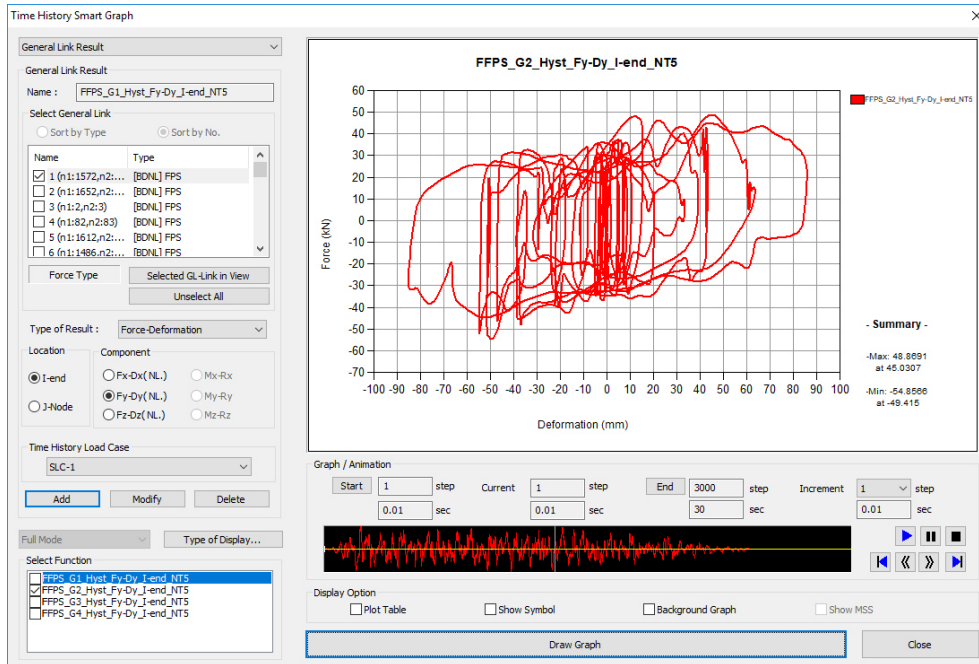 Time History Smart Graph
General Link Result
General Link Result
Name : FFPS_G1_Hyst_Fy-Dy_I-end_NT5
Select General Link
Sort by Type Sort by No.
Name Type
1 (n1:1572,n2:... [BDNL] FPS
2 (n1:1652,n2:... [BDNL] FPS
3 (n1:2,n2:3) [BDNL] FPS
4 (n1:82,n2:83) [BDNL] FPS
5 (n1:1612,n2:... [BDNL] FPS
6 (n1:1486,n2:... [BDNL] FPS
Force Type Selected GL-Link in View
Unselect All
Type of Result : Force-Deformation
Location Component
I-end Fx-Dx( NL.) Mx-Rx
Fy-Dy( NL.) My-Ry
J-Node Fz-Dz( NL.) Mz-Rz
Time History Load Case
SLC-1
Add Modify Delete
Full Mode Type of Display...
Select Function
FFPS_G1_Hyst_Fy-Dy_I-end_NT5
FFPS_G2_Hyst_Fy-Dy_I-end_NT5
FFPS_G3_Hyst_Fy-Dy_I-end_NT5
FFPS_G4_Hyst_Fy-Dy_I-end_NT5
FFPS_G2_Hyst_Fy-Dy_I-end_NT5
FFPS_G2_Hyst_Fy-Dy_I-end_NT5
60
50
40
30
20
10
0
-10
-20
-30
-40
-50
-60
-70
Force (kN)
-100 -90 -80 -70 -60 -50 -40 -30 -20 -10 0 10 20 30 40 50 60 70 80 90 100
Deformation (mm)
- Summary -
-Max: 48.8691
at 45.0307
-Min: -54.8566
at -49.415
Graph / Animation
Start 1 step Current 1 step End 3000 step Increment 1 step
0.01 sec 0.01 sec 30 sec 0.01 sec
Display Option
Plot Table Show Symbol Background Graph Show MSS
Draw Graph Close